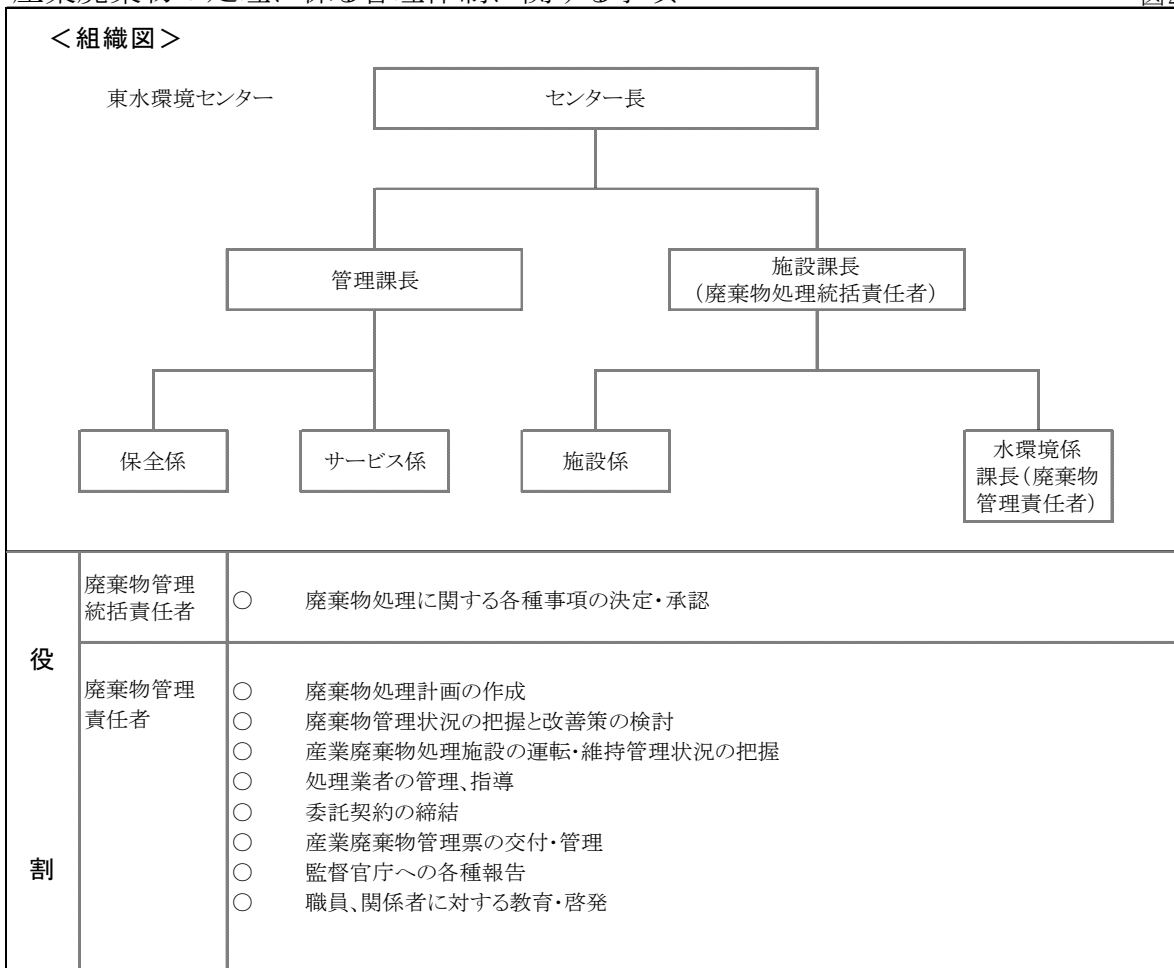 産業廃棄物の処理に係る管理体制に関する事項
＜組織図＞
東水環境センター
センター長
管理課長
施設課長
（廃棄物処理統括責任者）
保全係
サービス係
施設係
水環境係
課長（廃棄物
管理責任者）
役
割
廃棄物管理
統括責任者
○ 廃棄物処理に関する各種事項の決定・承認
廃棄物管理
責任者
○ 廃棄物処理計画の作成
○ 廃棄物管理状況の把握と改善策の検討
○ 産業廃棄物処理施設の運転・維持管理状況の把握
○ 処理業者の管理、指導
○ 委託契約の締結
○ 産業廃棄物管理票の交付・管理
○ 監督官庁への各種報告
○ 職員、関係者に対する教育・啓発